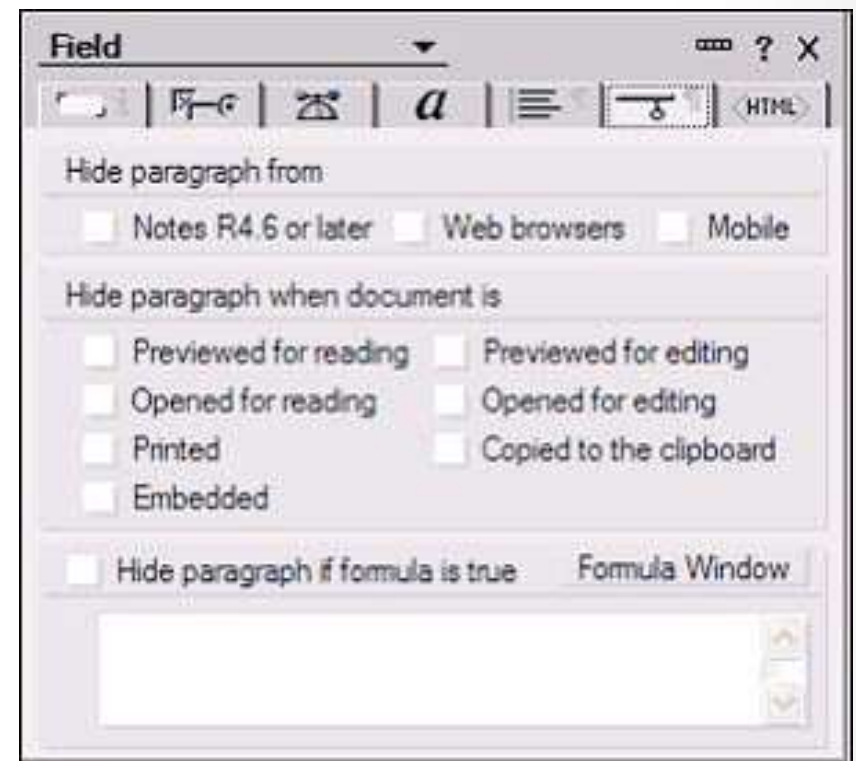 Field ? X
a <HTML>
Hide paragraph from
Notes R4.6 or later Web browsers Mobile
Hide paragraph when document is
Previewed for reading Previewed for editing
Opened for reading Opened for editing
Printed Copied to the clipboard
Embedded
Hide paragraph if formula is true Formula Window